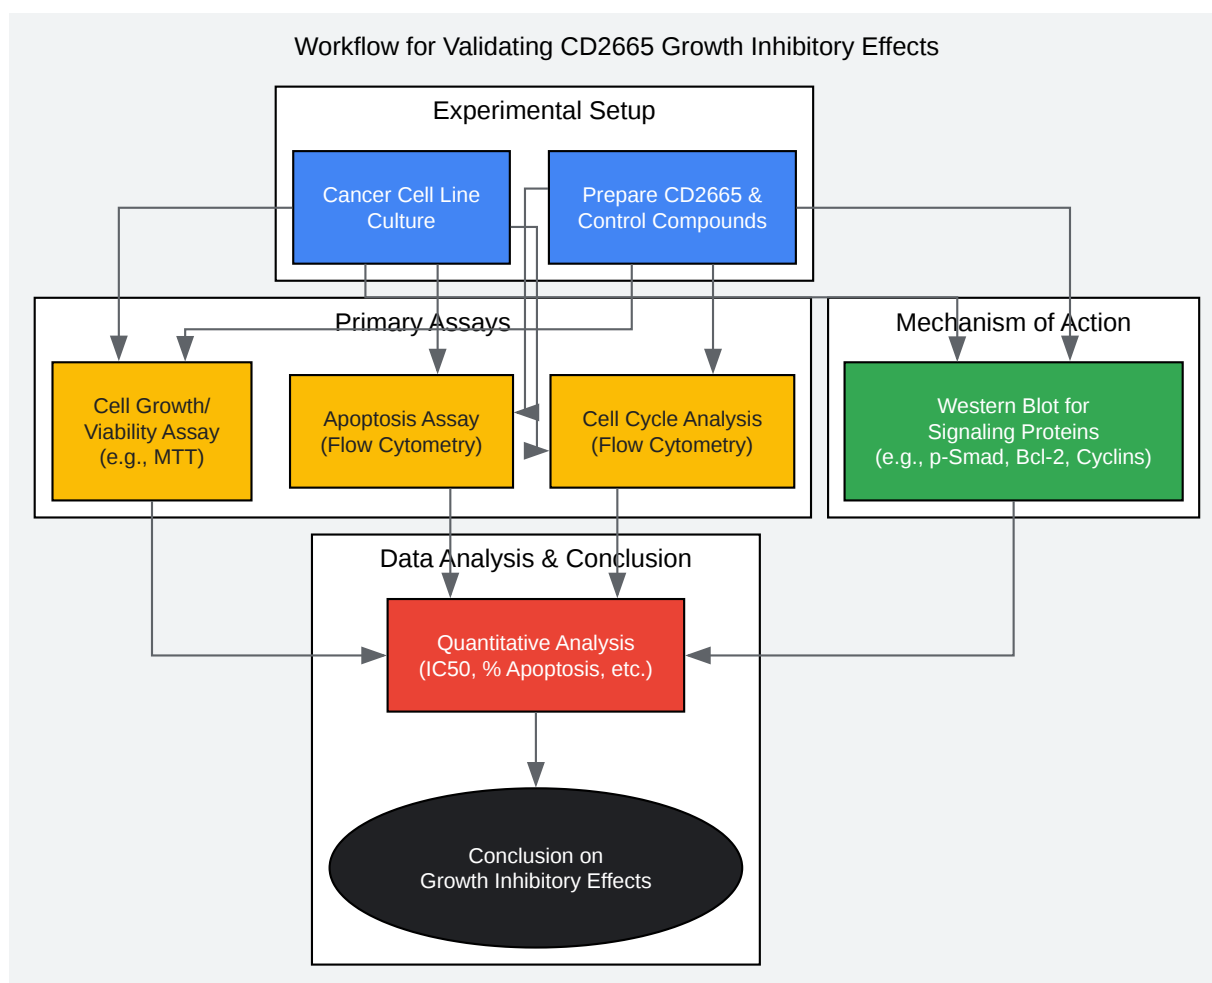 Workflow for Validating CD2665 Growth Inhibitory Effects
Experimental Setup
Cancer Cell Line
Culture
Prepare CD2665 &
Control Compounds
Primary Assays
Cell Growth/
Viability Assay
(e.g., MTT)
Apoptosis Assay
(Flow Cytometry)
Cell Cycle Analysis
(Flow Cytometry)
Mechanism of Action
Western Blot for
Signaling Proteins
(e.g., p-Smad, Bcl-2, Cyclins)
Data Analysis & Conclusion
Quantitative Analysis
(IC50, % Apoptosis, etc.)
Conclusion on
Growth Inhibitory Effects